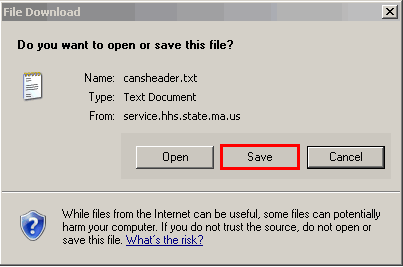 File Download
Do you want to open or save this file?
Name: cansheader.txt
Type: Text Document
From: service.hhs.state.ma.us
Open Save Cancel
While files from the Internet can be useful, some files can potentially
harm your computer. If you do not trust the source, do not open or
save this file. What's the risk?